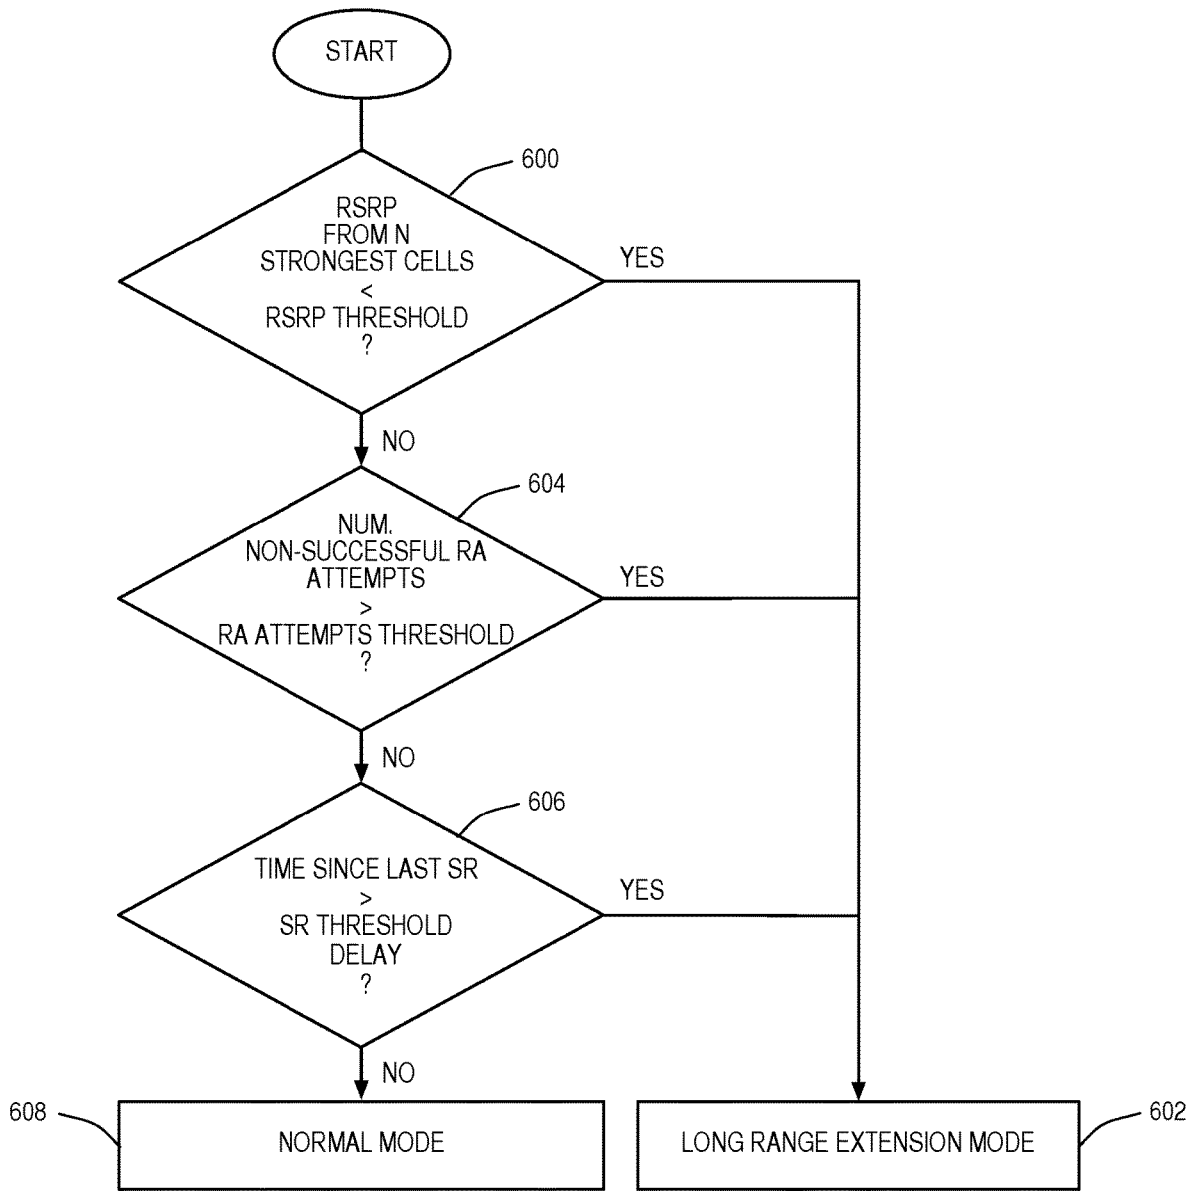 START
600
RSRP
FROM N
STRONGEST CELLS
<
RSRP THRESHOLD
?
YES
NO
604
NUM.
NON-SUCCESSFUL RA
ATTEMPTS
>
RA ATTEMPTS THRESHOLD
?
YES
NO
606
TIME SINCE LAST SR
>
SR THRESHOLD
DELAY
?
YES
NO
608
NORMAL MODE
LONG RANGE EXTENSION MODE
602